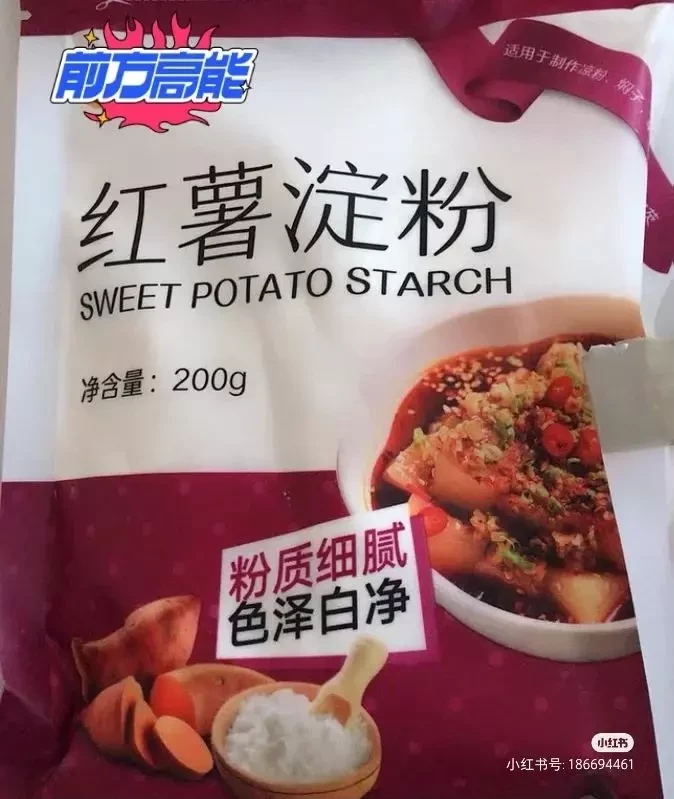 前方高能
适用于制作凉粉、焖子
红薯淀粉
SWEET POTATO STARCH
净含量：200g
粉质细腻
色泽白净
小红书
小红书号: 186694461